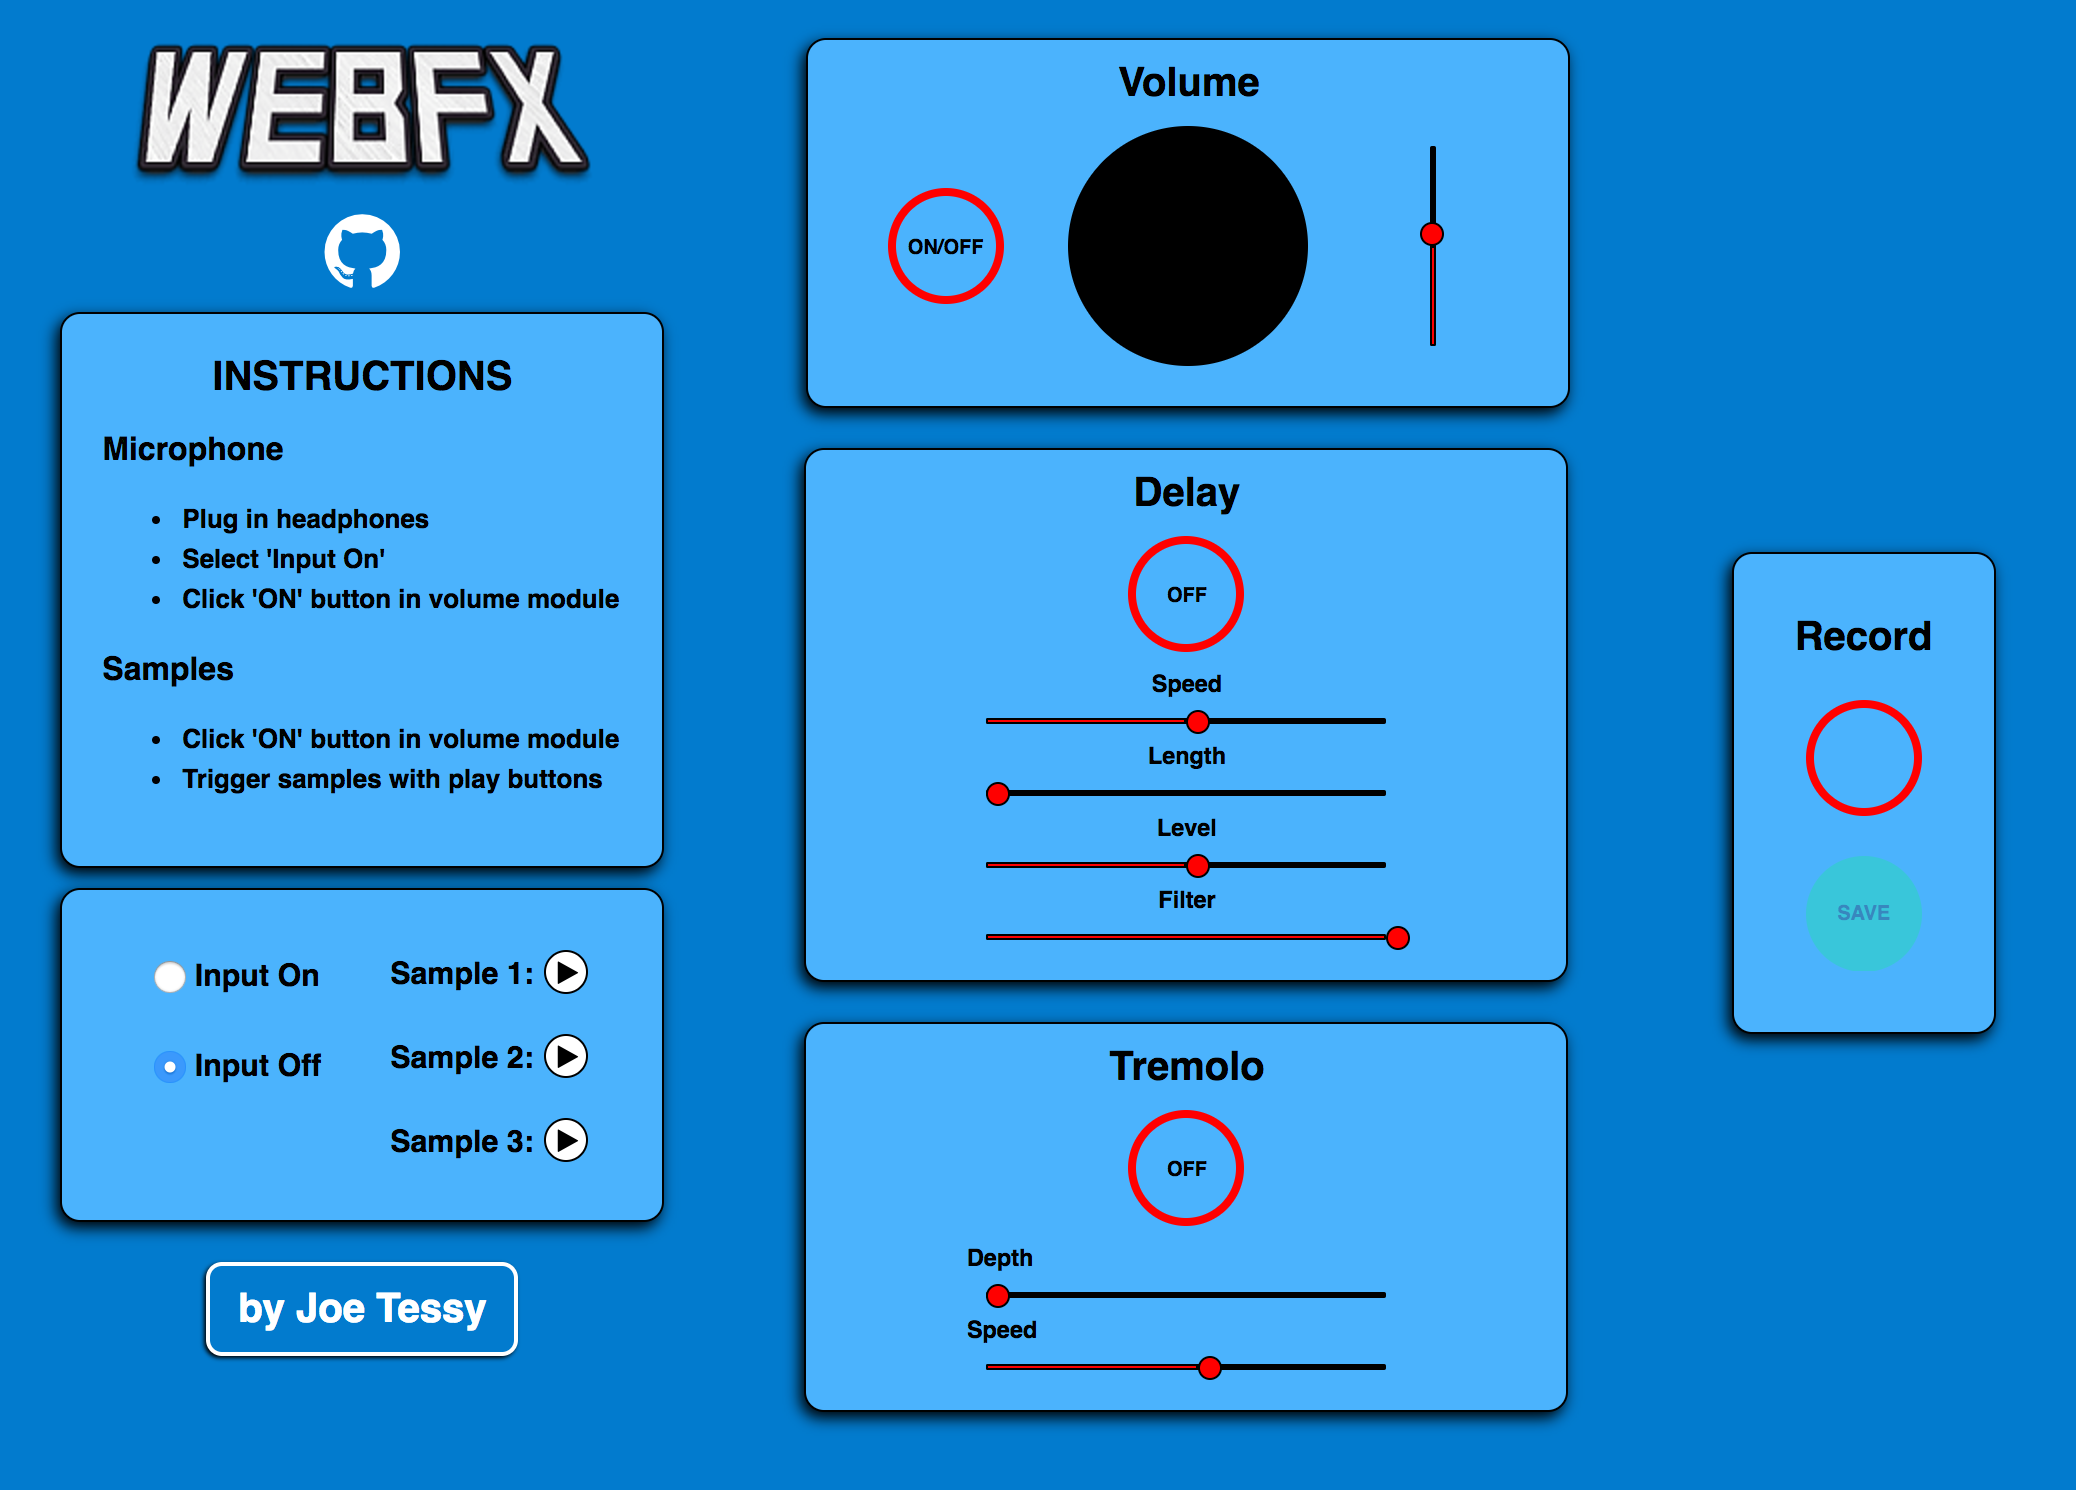 WEBFX
INSTRUCTIONS
Microphone
• Plug in headphones
• Select 'Input On'
• Click 'ON' button in volume module
Samples
• Click 'ON' button in volume module
• Trigger samples with play buttons
Input On
Input Off
Sample 1:
Sample 2:
Sample 3:
by Joe Tessy
Volume
ON/OFF
Delay
OFF
Speed
Length
Level
Filter
Tremolo
OFF
Depth
Speed
Record
SAVE